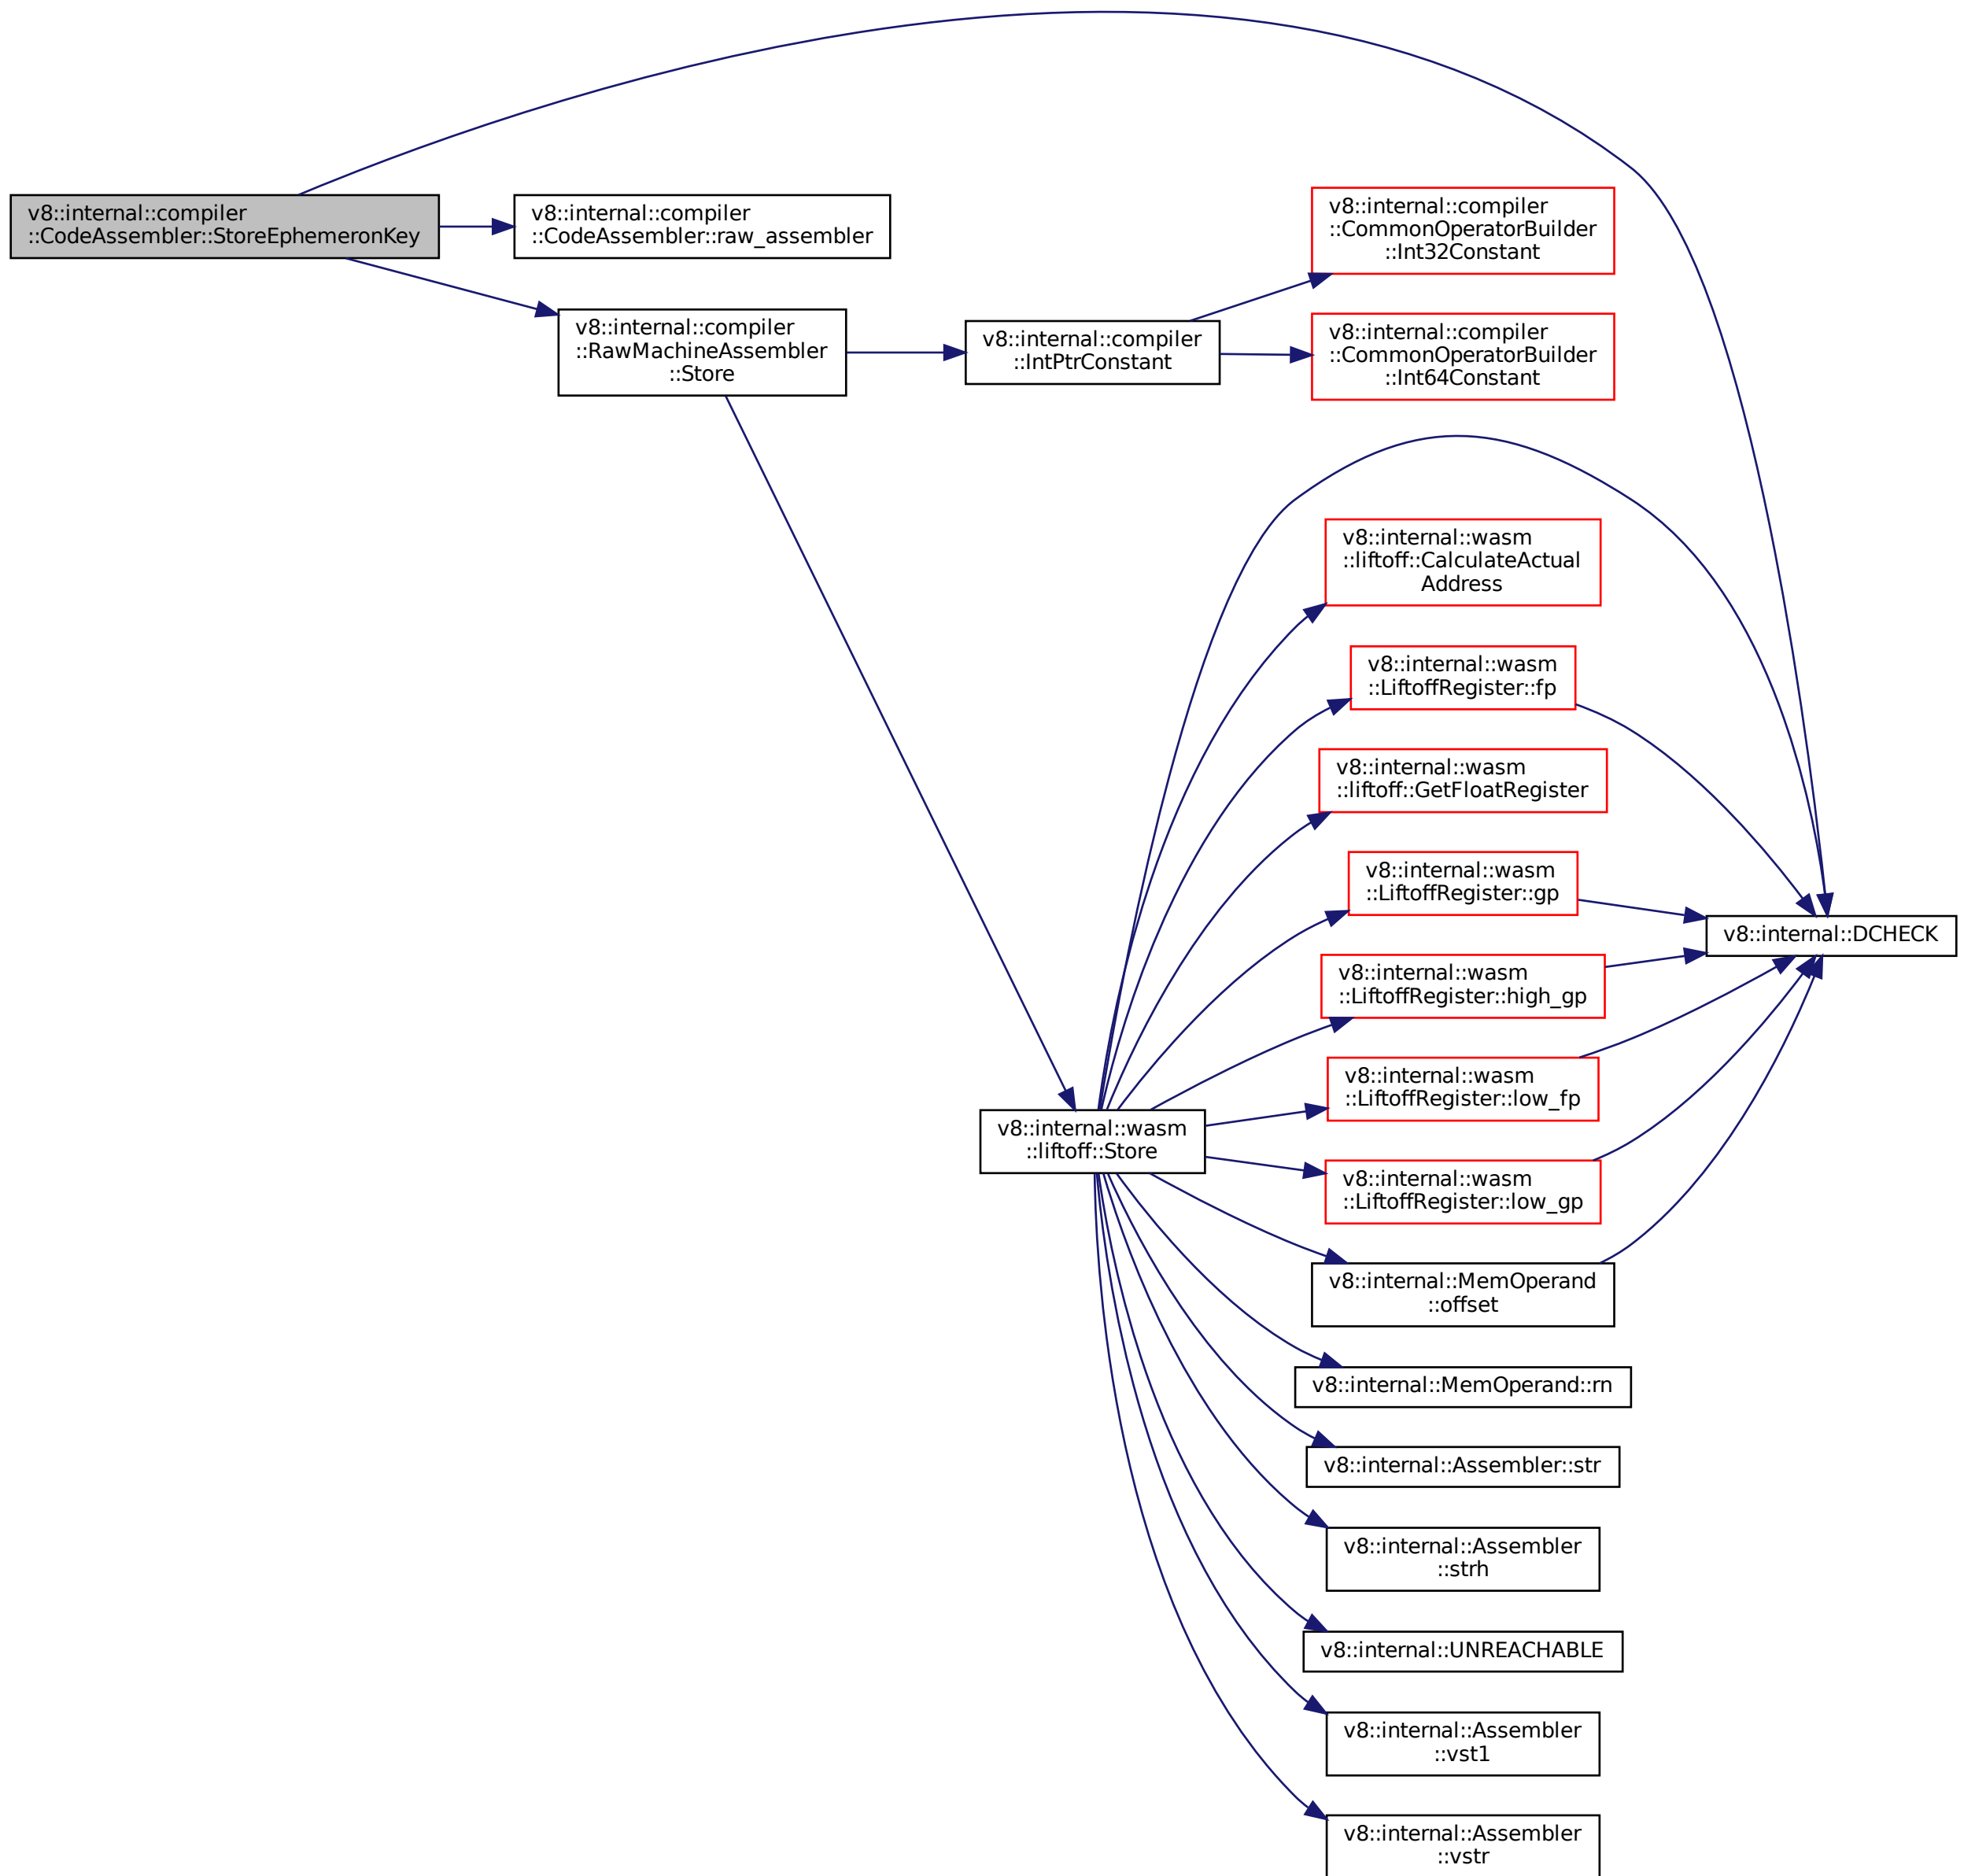 v8::internal::compiler
::CodeAssembler::StoreEphemeronKey
v8::internal::compiler
::CodeAssembler::raw_assembler
v8::internal::compiler
::RawMachineAssembler
::Store
v8::internal::compiler
::IntPtrConstant
v8::internal::compiler
::CommonOperatorBuilder
::Int32Constant
v8::internal::compiler
::CommonOperatorBuilder
::Int64Constant
v8::internal::wasm
::liftoff::Store
v8::internal::wasm
::liftoff::CalculateActual
Address
v8::internal::wasm
::LiftoffRegister::fp
v8::internal::wasm
::liftoff::GetFloatRegister
v8::internal::wasm
::LiftoffRegister::gp
v8::internal::wasm
::LiftoffRegister::high_gp
v8::internal::wasm
::LiftoffRegister::low_fp
v8::internal::wasm
::LiftoffRegister::low_gp
v8::internal::MemOperand
::offset
v8::internal::MemOperand::rn
v8::internal::Assembler::str
v8::internal::Assembler
::strh
v8::internal::UNREACHABLE
v8::internal::Assembler
::vst1
v8::internal::Assembler
::vstr
v8::internal::DCHECK